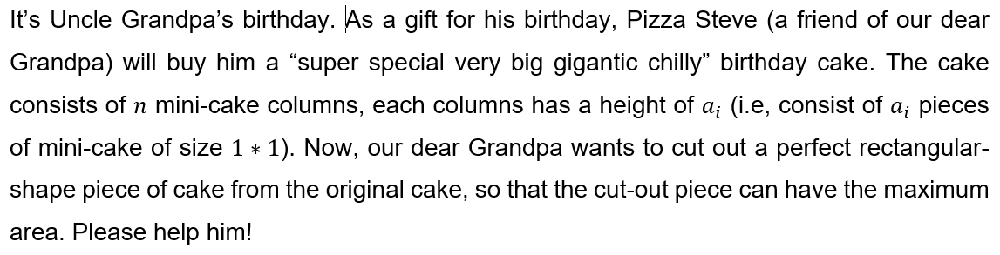 It’s Uncle Grandpa’s birthday. As a gift for his birthday, Pizza Steve (a friend of our dear
Grandpa) will buy him a “super special very big gigantic chilly” birthday cake. The cake
consists of n mini-cake columns, each columns has a height of aᵢ (i.e, consist of aᵢ pieces
of mini-cake of size 1 ∗ 1). Now, our dear Grandpa wants to cut out a perfect rectangular-
shape piece of cake from the original cake, so that the cut-out piece can have the maximum
area. Please help him!